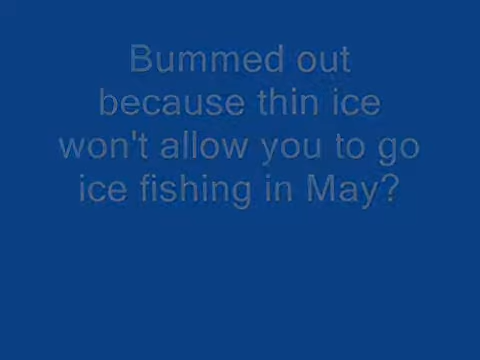 Bummed out
because thin ice
won't allow you to go
ice fishing in May?